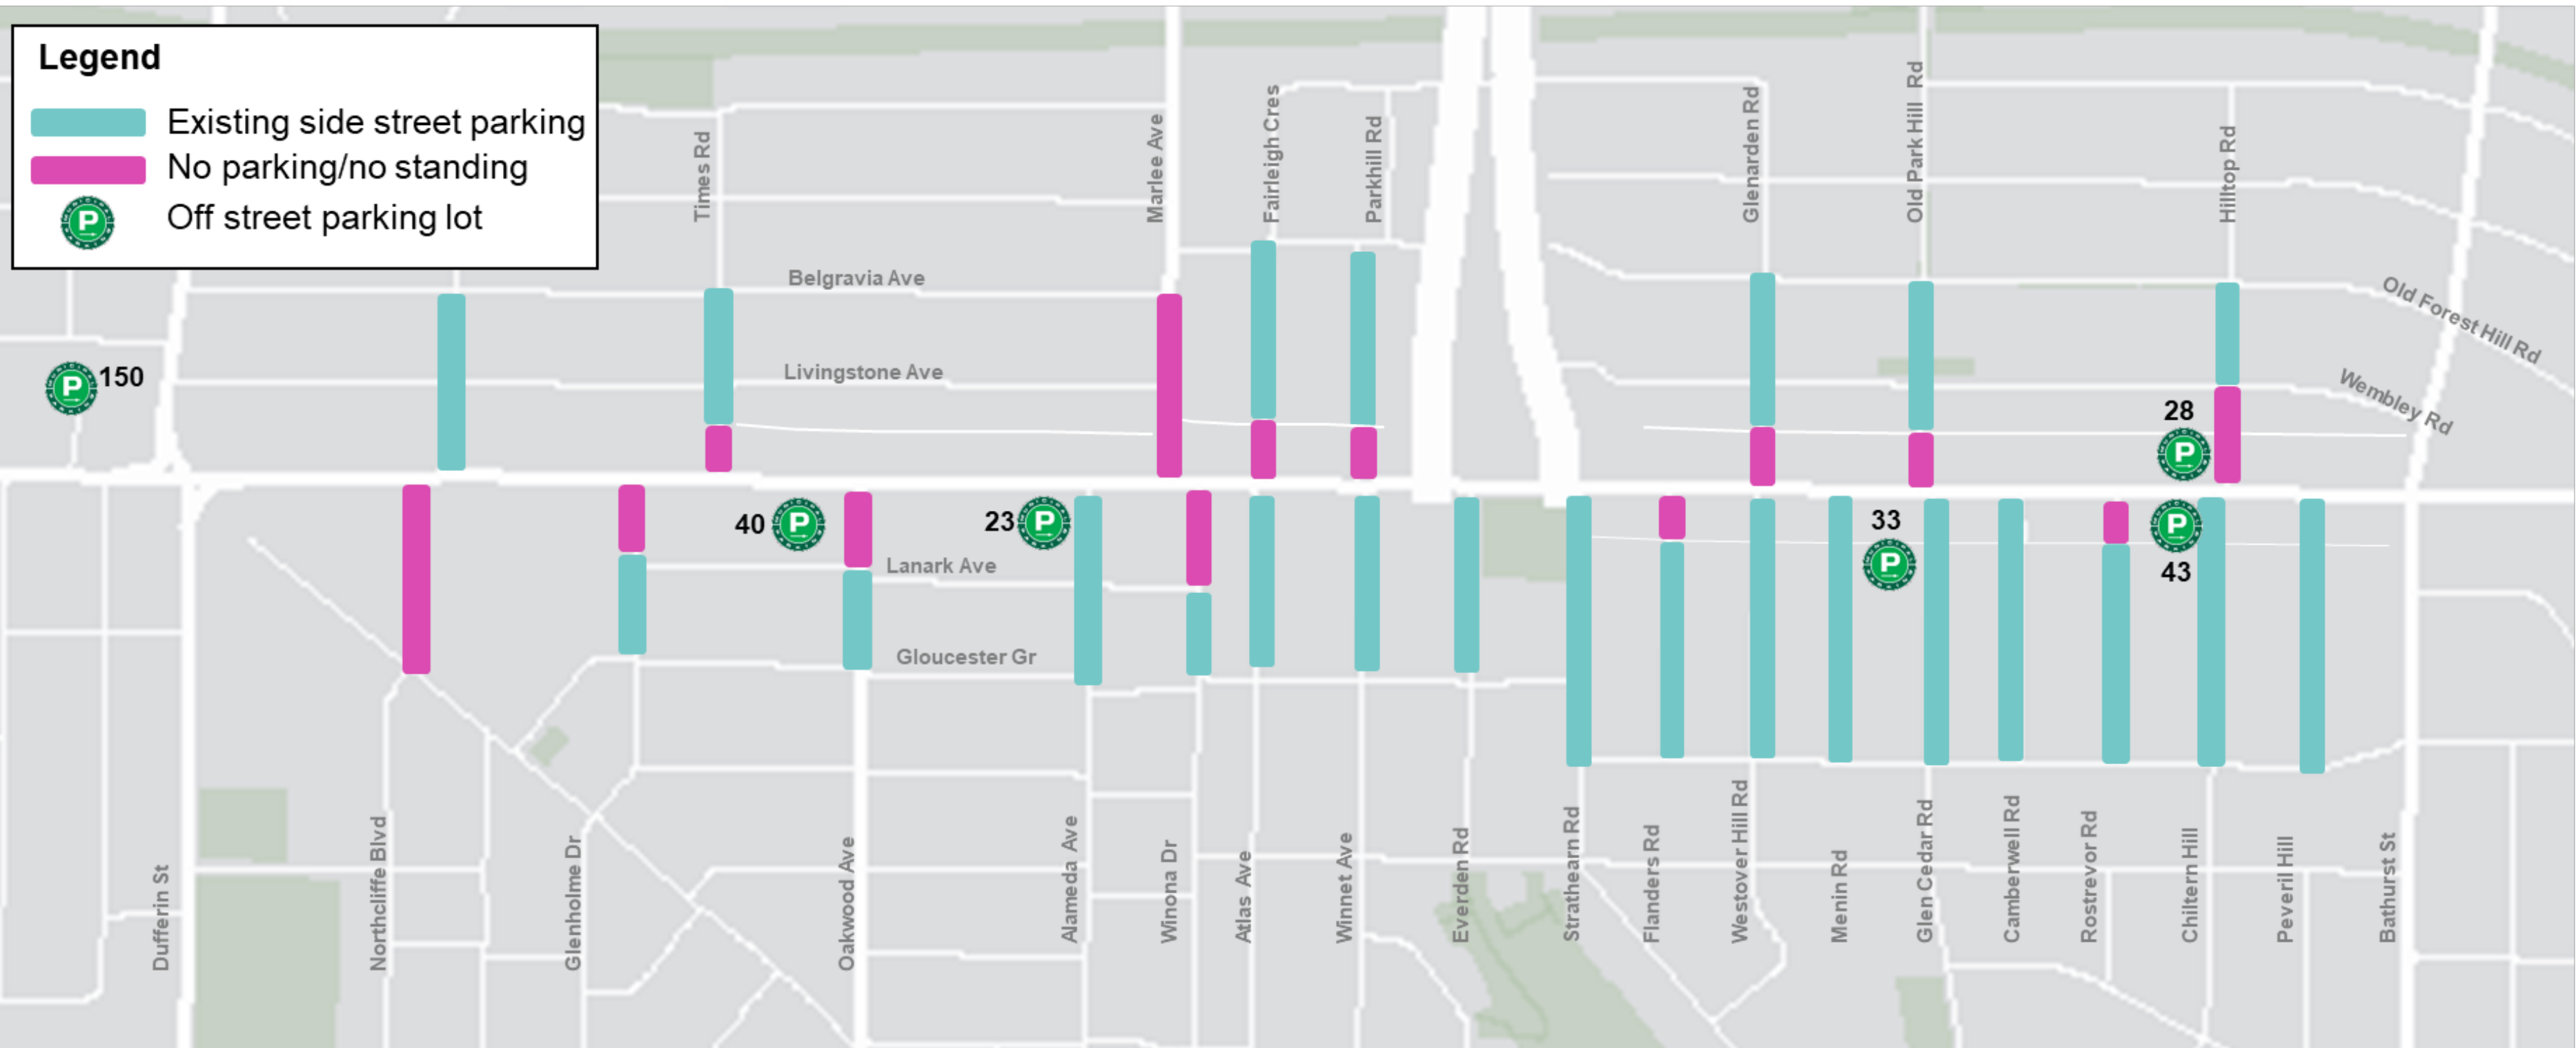 Legend
Existing side street parking
No parking/no standing
P
Off street parking lot
Times Rd
Marlee Ave
Fairleigh Cres
Parkhill Rd
Glenarden Rd
Old Park Hill Rd
Hilltop Rd
Belgravia Ave
Old Forest Hill Rd
Livingstone Ave
Wembley Rd
P 150
28
P
40 P
23 P
33
P
P
43
Lanark Ave
Gloucester Gr
Dufferin St
Northcliffe Blvd
Glenholme Dr
Oakwood Ave
Alameda Ave
Winona Dr
Atlas Ave
Winnet Ave
Everden Rd
Strathearn Rd
Flanders Rd
Westover Hill Rd
Menin Rd
Glen Cedar Rd
Camberwell Rd
Rostrevor Rd
Chiltern Hill
Peveril Hill
Bathurst St